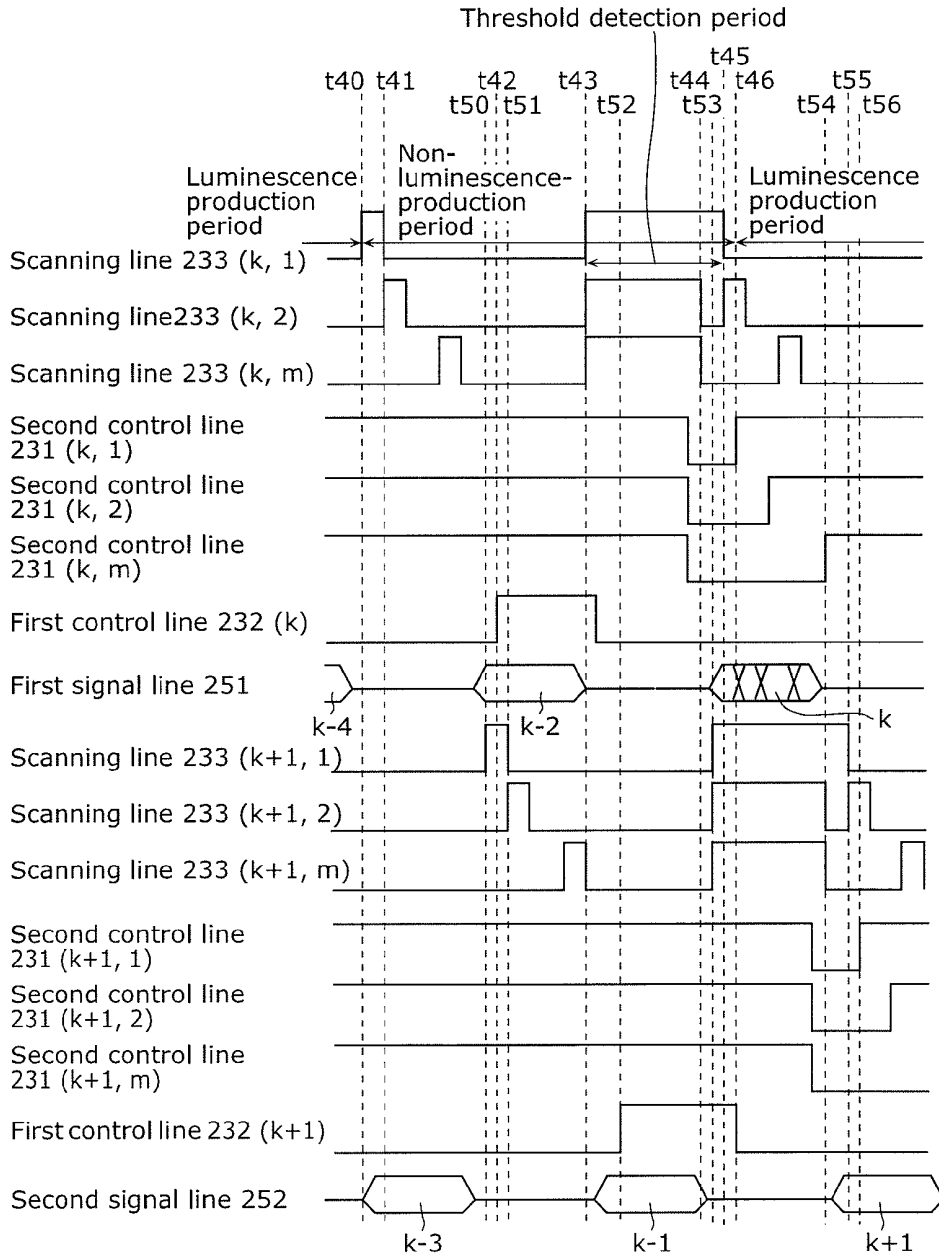 Threshold detection period
t45
t40 t41 t42 t43 t44 t46 t55
t50 t51 t52 t53 t54 t56
Luminescence
production
period
Non-
luminescence-
production
period
Luminescence
production
period
Scanning line 233 (k, 1)
Scanning line233 (k, 2)
Scanning line 233 (k, m)
Second control line
231 (k, 1)
Second control line
231 (k, 2)
Second control line
231 (k, m)
First control line 232 (k)
First signal line 251
k-4
k-2
k
Scanning line 233 (k+1, 1)
Scanning line 233 (k+1, 2)
Scanning line 233 (k+1, m)
Second control line
231 (k+1, 1)
Second control line
231 (k+1, 2)
Second control line
231 (k+1, m)
First control line 232 (k+1)
Second signal line 252
k-3
k-1
k+1